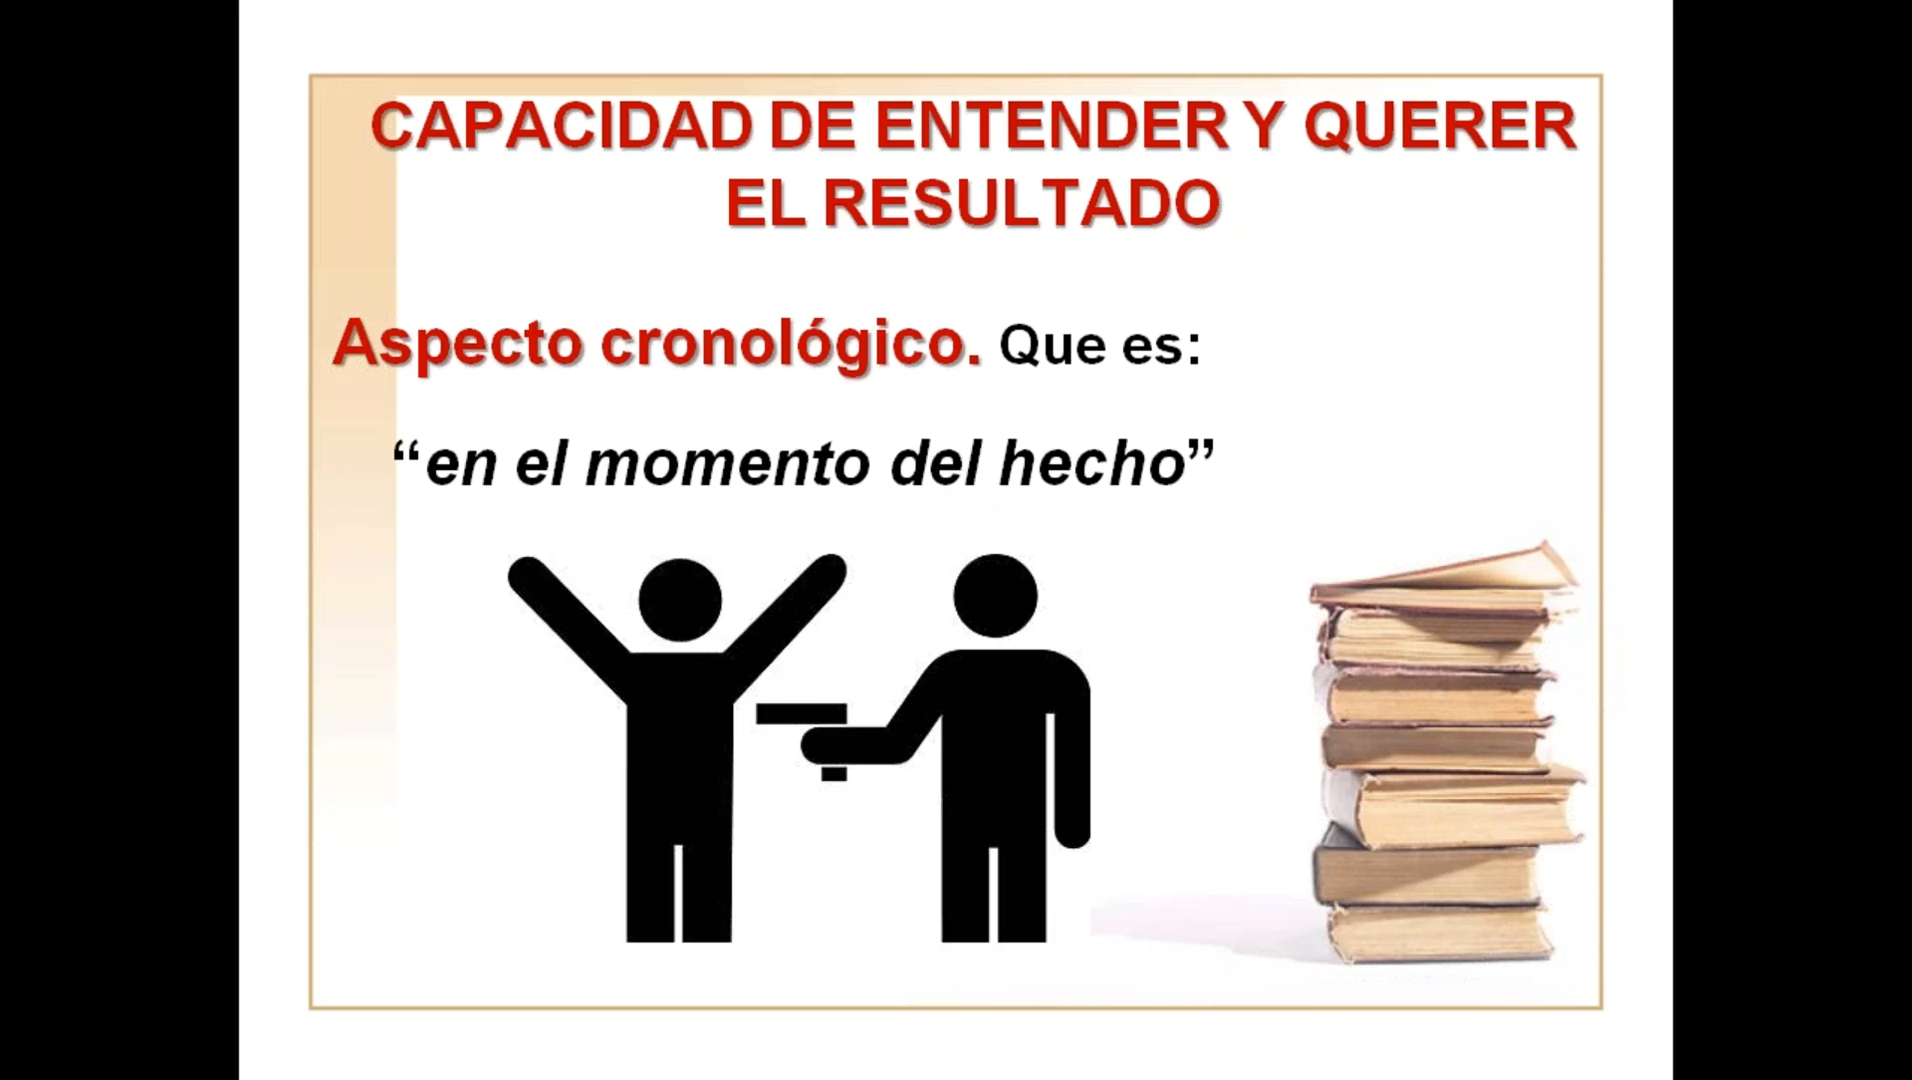 CAPACIDAD DE ENTENDER Y QUERER
EL RESULTADO
Aspecto cronológico. Que es:
“en el momento del hecho”